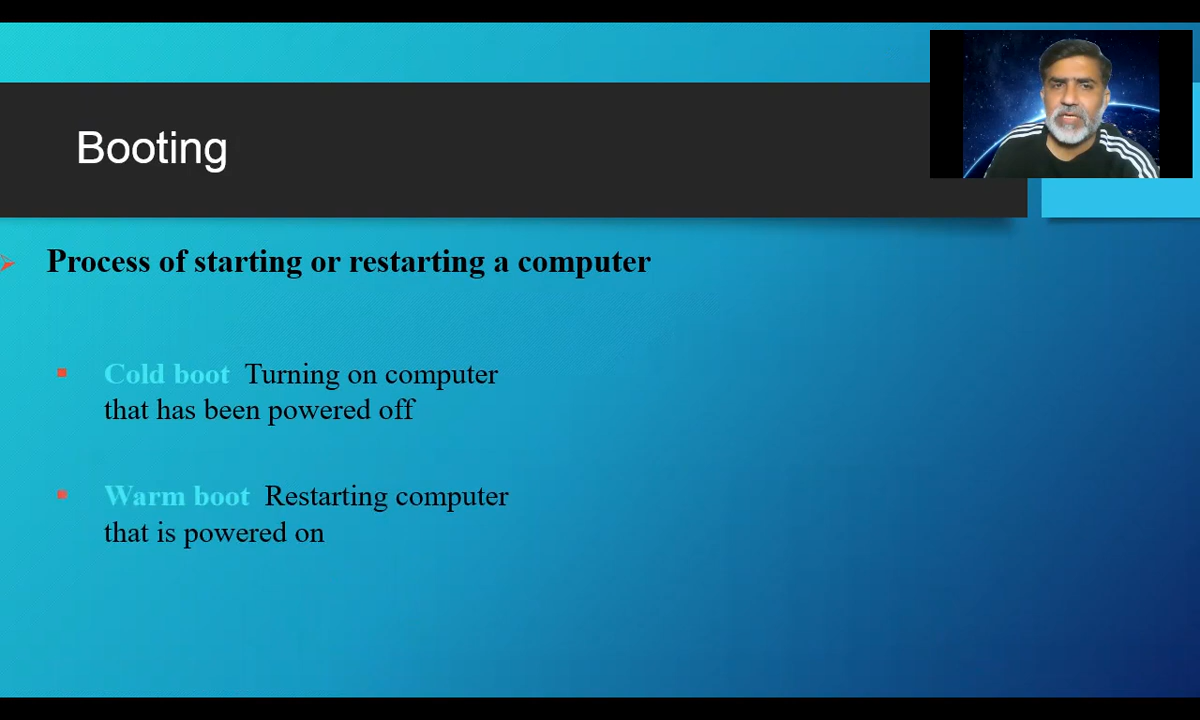 Booting
Process of starting or restarting a computer
Cold boot Turning on computer
that has been powered off
Warm boot Restarting computer
that is powered on